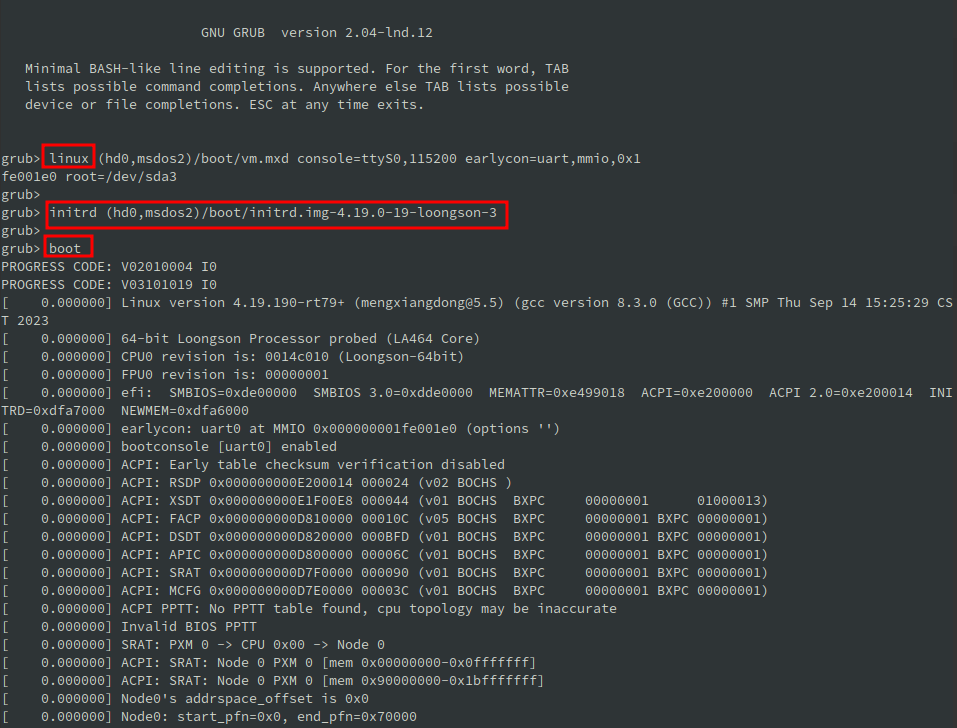 GNU GRUB  version 2.04-lnd.12
Minimal BASH-like line editing is supported. For the first word, TAB
lists possible command completions. Anywhere else TAB lists possible
device or file completions. ESC at any time exits.
grub> linux (hd0,msdos2)/boot/vm.mxd console=ttyS0,115200 earlycon=uart,mmio,0x1
fe001e0 root=/dev/sda3
grub>
grub> initrd (hd0,msdos2)/boot/initrd.img-4.19.0-19-loongson-3
grub>
grub> boot
PROGRESS CODE: V02010004 I0
PROGRESS CODE: V03101019 I0
[    0.000000] Linux version 4.19.190-rt79+ (mengxiangdong@5.5) (gcc version 8.3.0 (GCC)) #1 SMP Thu Sep 14 15:25:29 CS
T 2023
[    0.000000] 64-bit Loongson Processor probed (LA464 Core)
[    0.000000] CPU0 revision is: 0014c010 (Loongson-64bit)
[    0.000000] FPU0 revision is: 00000001
[    0.000000] efi:  SMBIOS=0xde00000  SMBIOS 3.0=0xdde0000  MEMATTR=0xe499018  ACPI=0xe200000  ACPI 2.0=0xe200014  INI
TRD=0xdfa7000  NEWMEM=0xdfa6000
[    0.000000] earlycon: uart0 at MMIO 0x000000001fe001e0 (options '')
[    0.000000] bootconsole [uart0] enabled
[    0.000000] ACPI: Early table checksum verification disabled
[    0.000000] ACPI: RSDP 0x000000000E200014 000024 (v02 BOCHS )
[    0.000000] ACPI: XSDT 0x000000000E1F00E8 000044 (v01 BOCHS  BXPC     00000001      01000013)
[    0.000000] ACPI: FACP 0x000000000D810000 00010C (v05 BOCHS  BXPC     00000001 BXPC 00000001)
[    0.000000] ACPI: DSDT 0x000000000D820000 000BFD (v01 BOCHS  BXPC     00000001 BXPC 00000001)
[    0.000000] ACPI: APIC 0x000000000D800000 00006C (v01 BOCHS  BXPC     00000001 BXPC 00000001)
[    0.000000] ACPI: SRAT 0x000000000D7F0000 000090 (v01 BOCHS  BXPC     00000001 BXPC 00000001)
[    0.000000] ACPI: MCFG 0x000000000D7E0000 00003C (v01 BOCHS  BXPC     00000001 BXPC 00000001)
[    0.000000] ACPI PPTT: No PPTT table found, cpu topology may be inaccurate
[    0.000000] Invalid BIOS PPTT
[    0.000000] SRAT: PXM 0 -> CPU 0x00 -> Node 0
[    0.000000] ACPI: SRAT: Node 0 PXM 0 [mem 0x00000000-0x0fffffff]
[    0.000000] ACPI: SRAT: Node 0 PXM 0 [mem 0x90000000-0x1bfffffff]
[    0.000000] Node0's addrspace_offset is 0x0
[    0.000000] Node0: start_pfn=0x0, end_pfn=0x70000